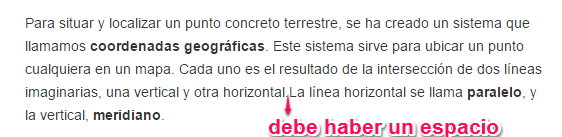 Para situar y localizar un punto concreto terrestre, se ha creado un sistema que
llamamos coordenadas geográficas. Este sistema sirve para ubicar un punto
cualquiera en un mapa. Cada uno es el resultado de la intersección de dos líneas
imaginarias, una vertical y otra horizontal.La línea horizontal se llama paralelo, y
la vertical, meridiano.
debe haber un espacio